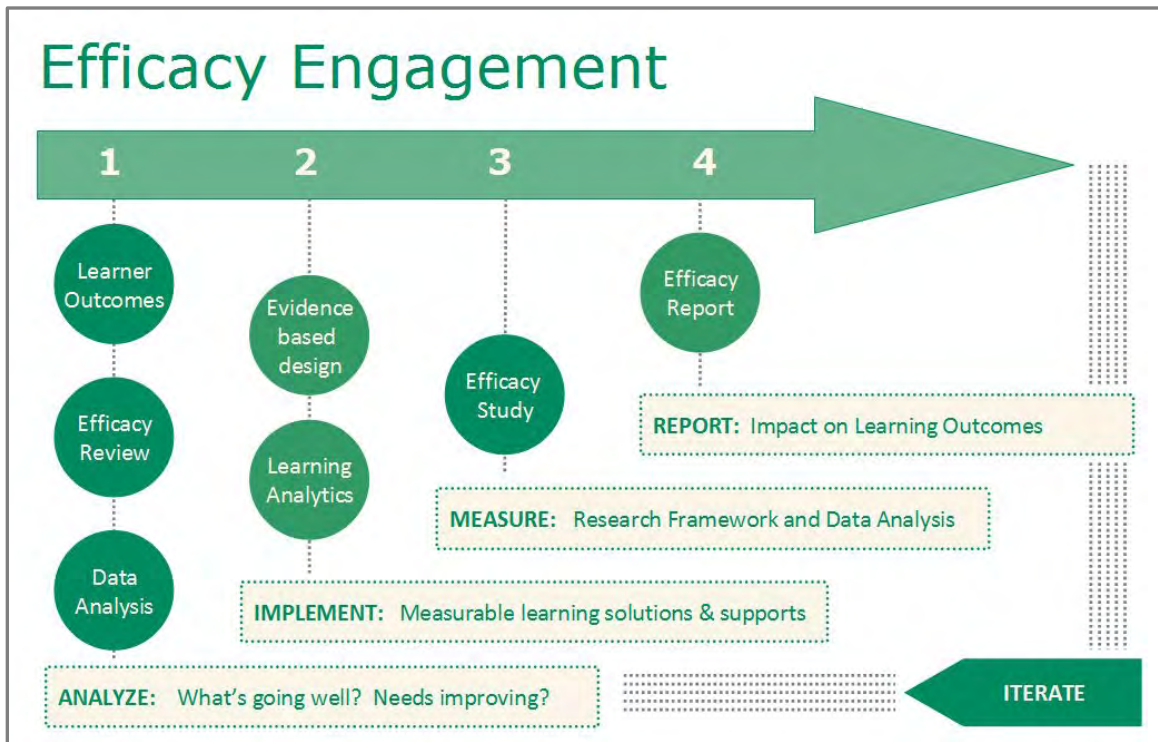 Efficacy Engagement
1
2
3
4
Learner
Outcomes
Efficacy
Review
Data
Analysis
Evidence
based
design
Learning
Analytics
Efficacy
Study
Efficacy
Report
REPORT: Impact on Learning Outcomes
MEASURE: Research Framework and Data Analysis
IMPLEMENT: Measurable learning solutions & supports
ANALYZE: What's going well? Needs improving?
ITERATE